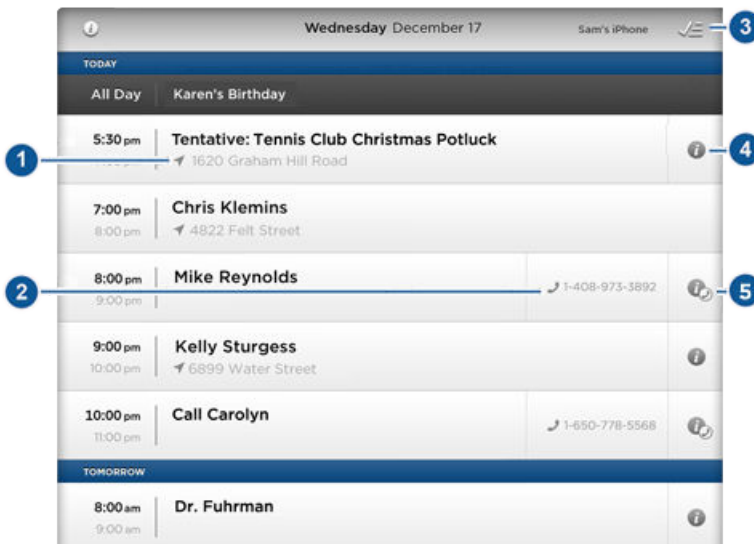 Wednesday December 17
Sam's iPhone
3
TODAY
All Day Karen's Birthday
5:30 pm Tentative: Tennis Club Christmas Potluck
1 1620 Graham Hill Road 4
7:00 pm Chris Klemins
8:00 pm 4822 Felt Street
8:00 pm Mike Reynolds
2 9:00 pm 1-408-973-3892 5
9:00 pm Kelly Sturgess
10:00 pm 6899 Water Street
10:00 pm Call Carolyn
11:00 pm 1-650-778-5568
TOMORROW
8:00 am Dr. Fuhrman
9:00 am